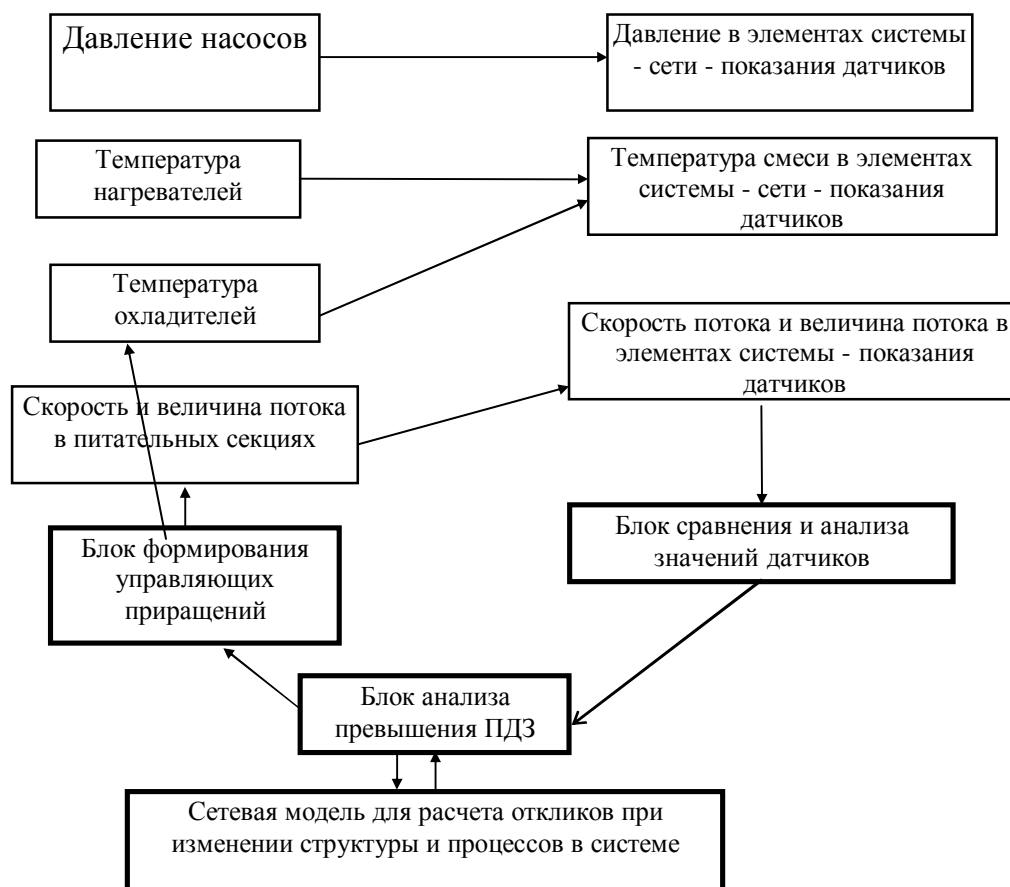 Давление насосов
Давление в элементах системы
- сети - показания датчиков
Температура
нагревателей
Температура смеси в элементах
системы - сети - показания
датчиков
Температура
охладителей
Скорость потока и величина потока в
элементах системы - показания
датчиков
Скорость и величина потока
в питательных секциях
Блок формирования
управляющих
приращений
Блок сравнения и анализа
значений датчиков
Блок анализа
превышения ПДЗ
Сетевая модель для расчета откликов при
изменении структуры и процессов в системе